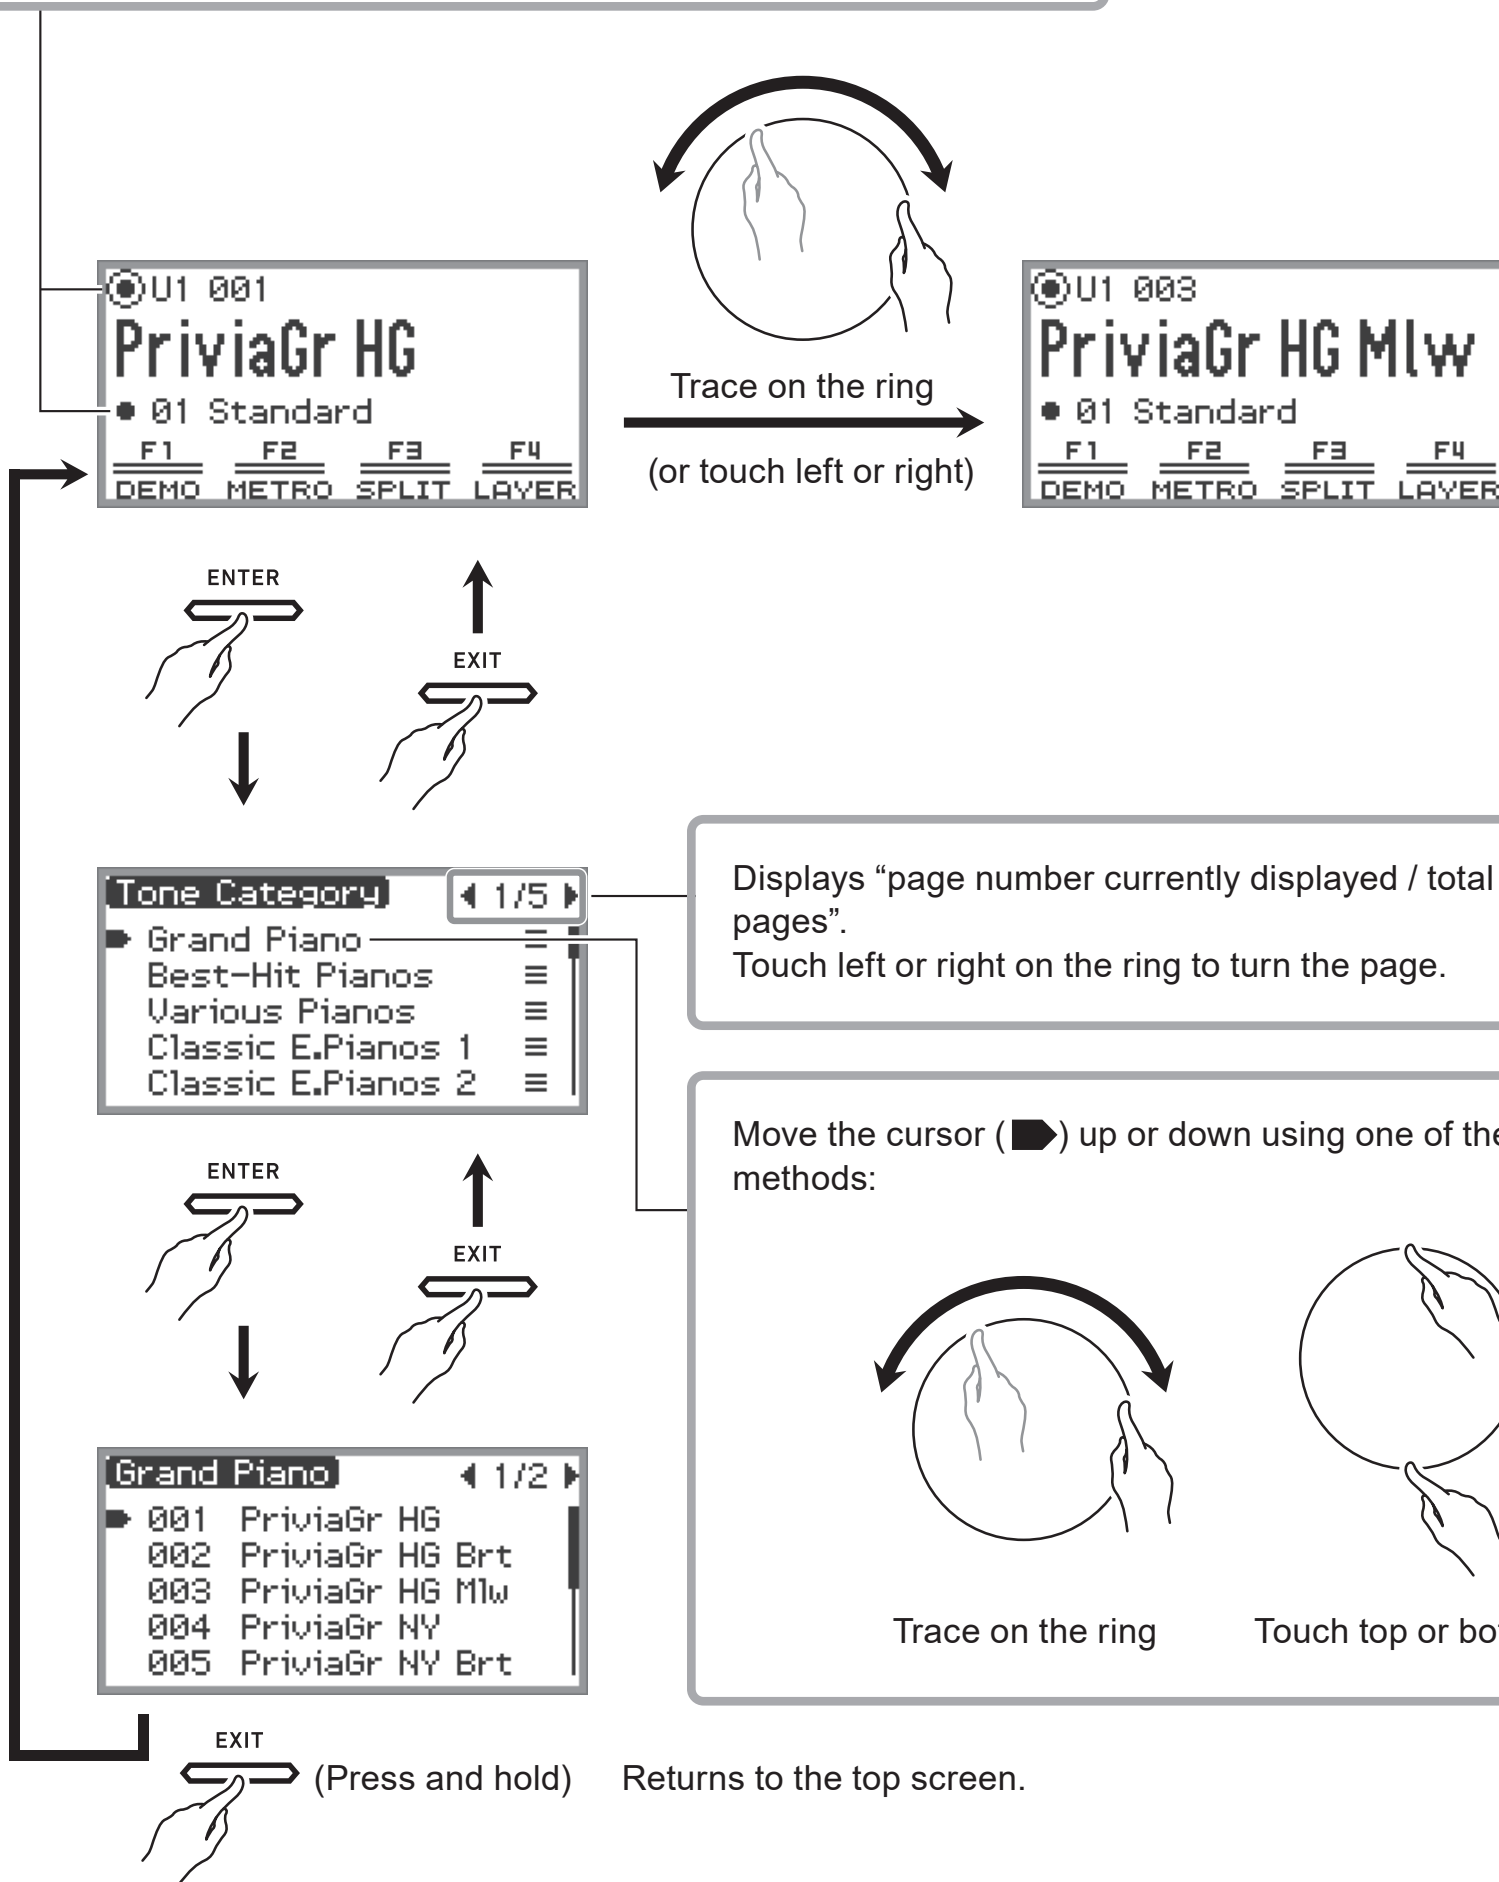 U1 001
PriviaGr HG
01 Standard
F1 F2 F3 F4
DEMO METRO SPLIT LAYER
Trace on the ring
(or touch left or right)
U1 003
PriviaGr HG Mlw
01 Standard
F1 F2 F3 F4
DEMO METRO SPLIT LAYER
ENTER
EXIT
Tone Category 1/5
Grand Piano
Best-Hit Pianos
Various Pianos
Classic E.Pianos 1
Classic E.Pianos 2
Displays “page number currently displayed / total
pages”.
Touch left or right on the ring to turn the page.
Move the cursor ( ) up or down using one of
methods:
ENTER
EXIT
Trace on the ring
Touch top or
Grand Piano 1/2
001 PriviaGr HG
002 PriviaGr HG Brt
003 PriviaGr HG Mlw
004 PriviaGr NY
005 PriviaGr NY Brt
EXIT
(Press and hold) Returns to the top screen.